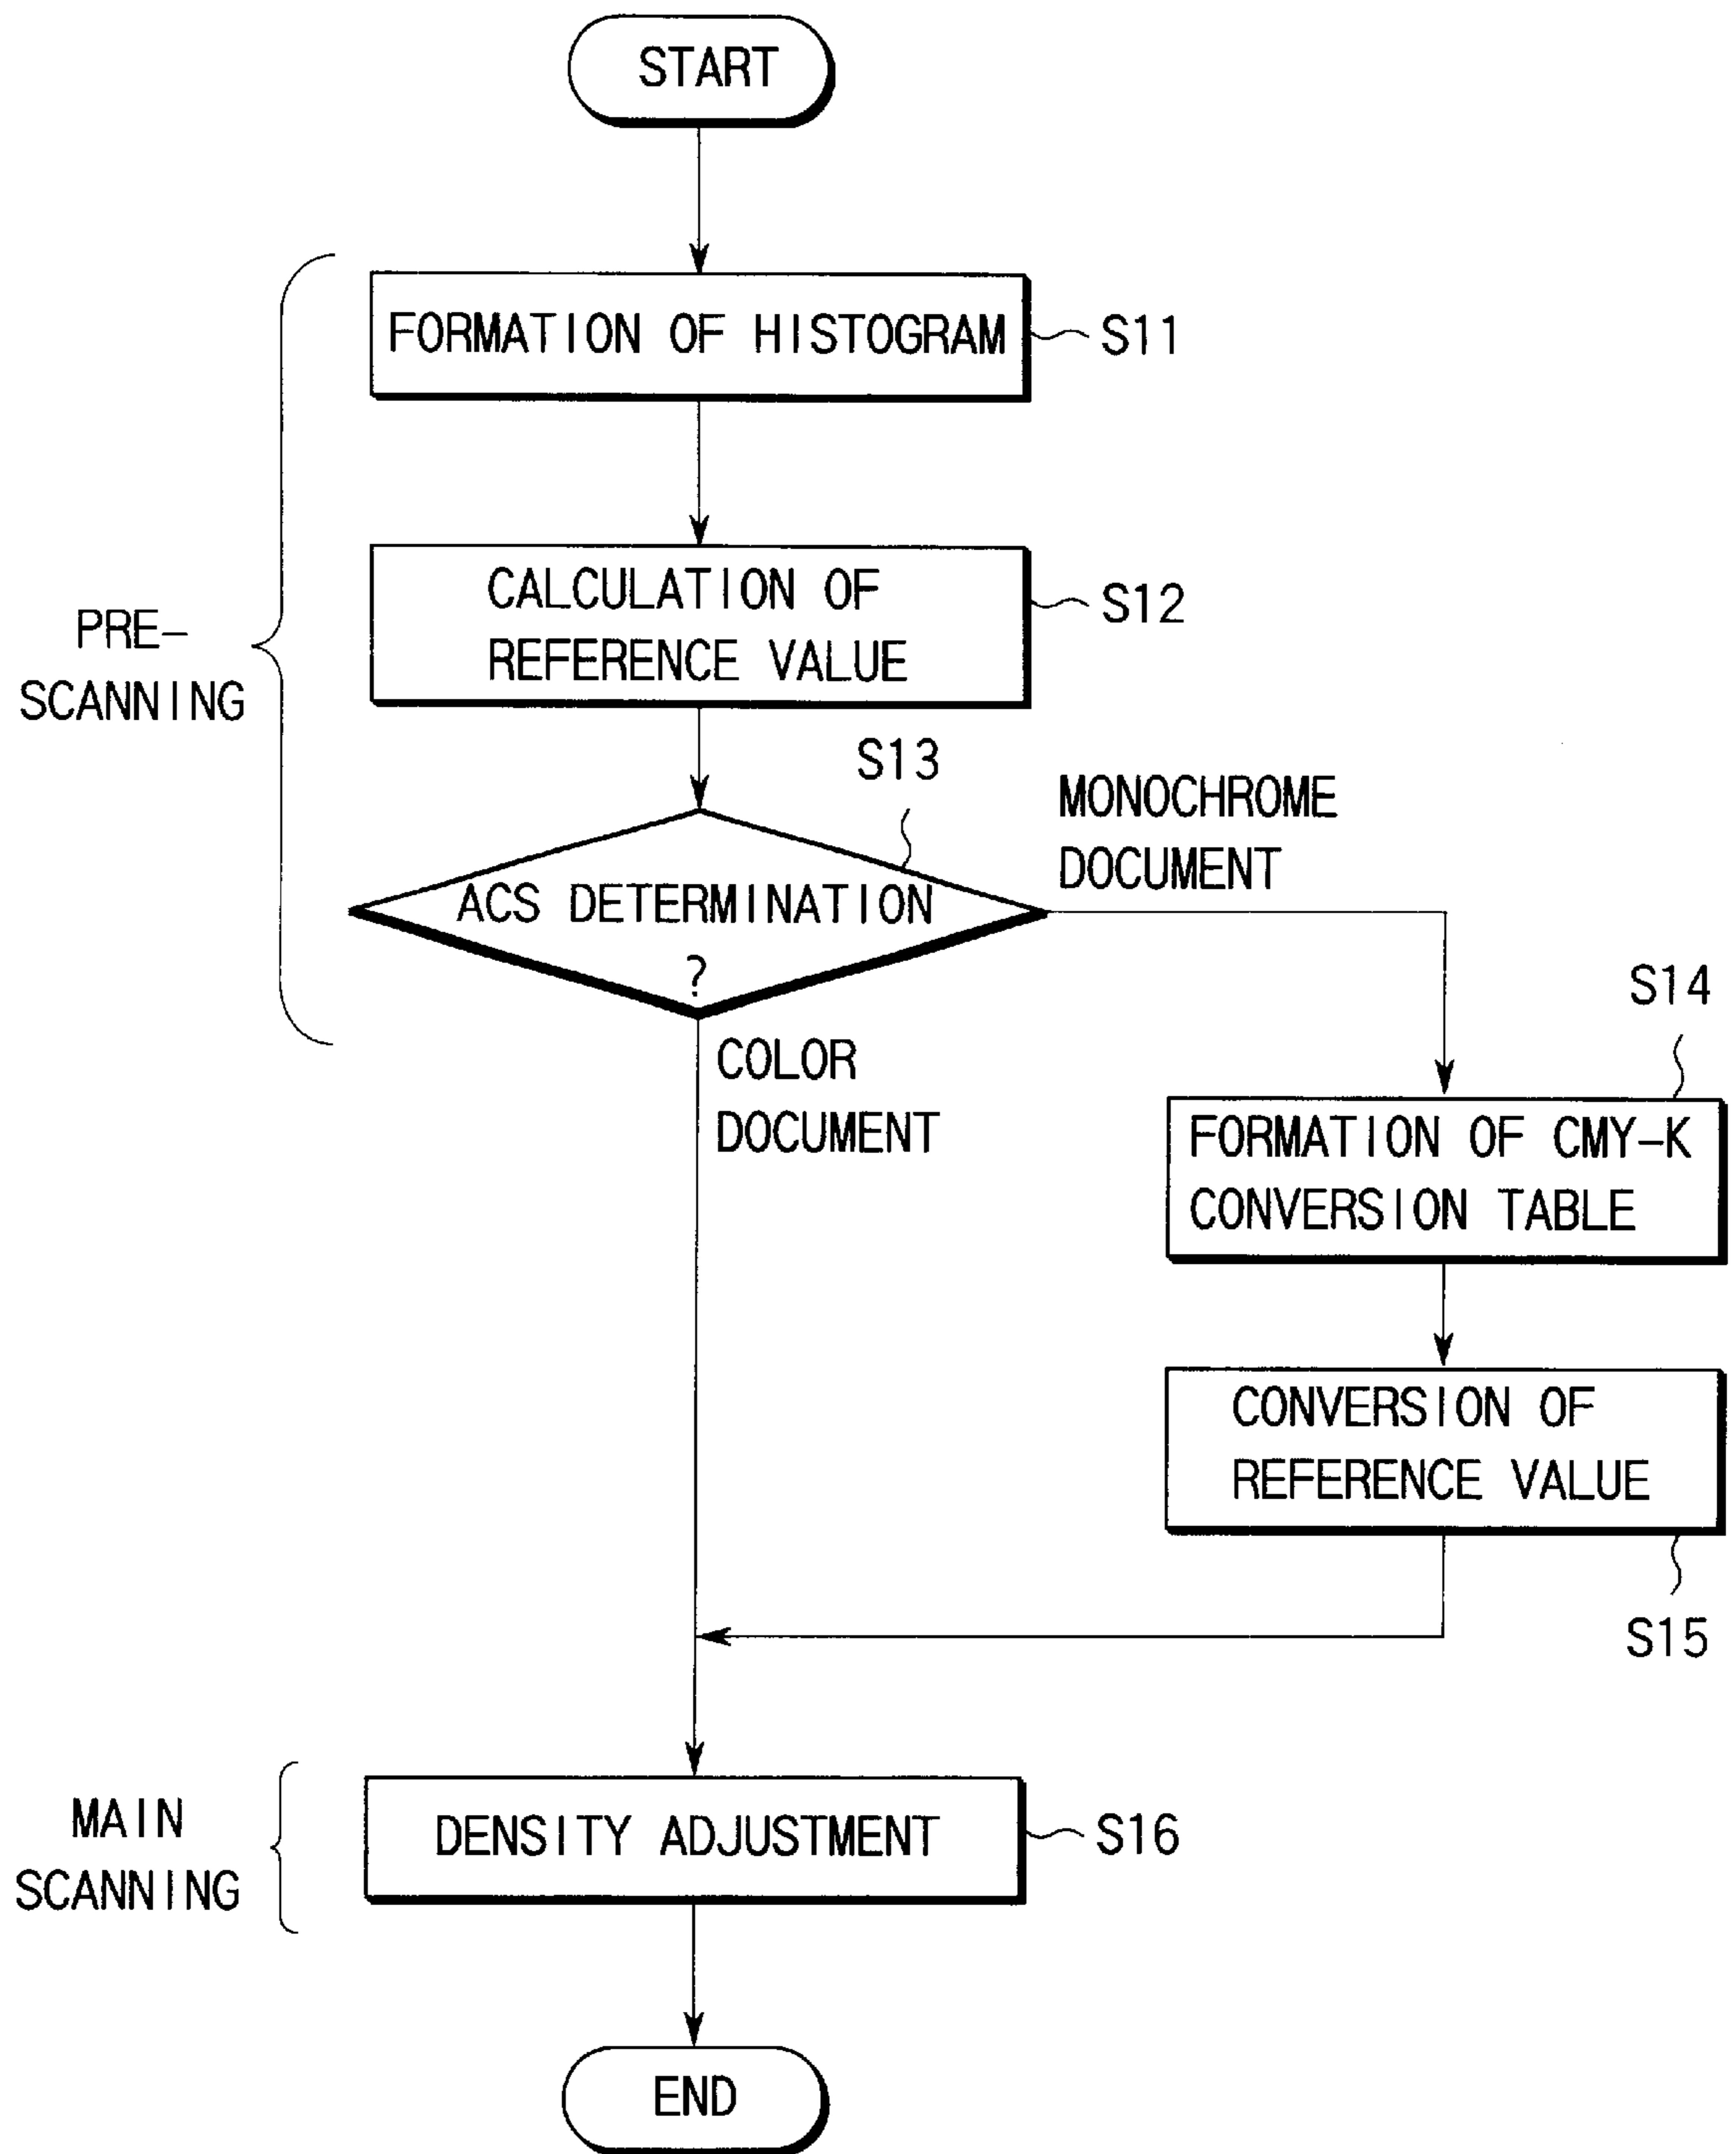 START
FORMATION OF HISTOGRAM
S11
CALCULATION OF
REFERENCE VALUE
S12
PRE-
SCANNING
S13
ACS DETERMINATION
?
MONOCHROME
DOCUMENT
COLOR
DOCUMENT
S14
FORMATION OF CMY-K
CONVERSION TABLE
CONVERSION OF
REFERENCE VALUE
S15
MAIN
SCANNING
DENSITY ADJUSTMENT
S16
END